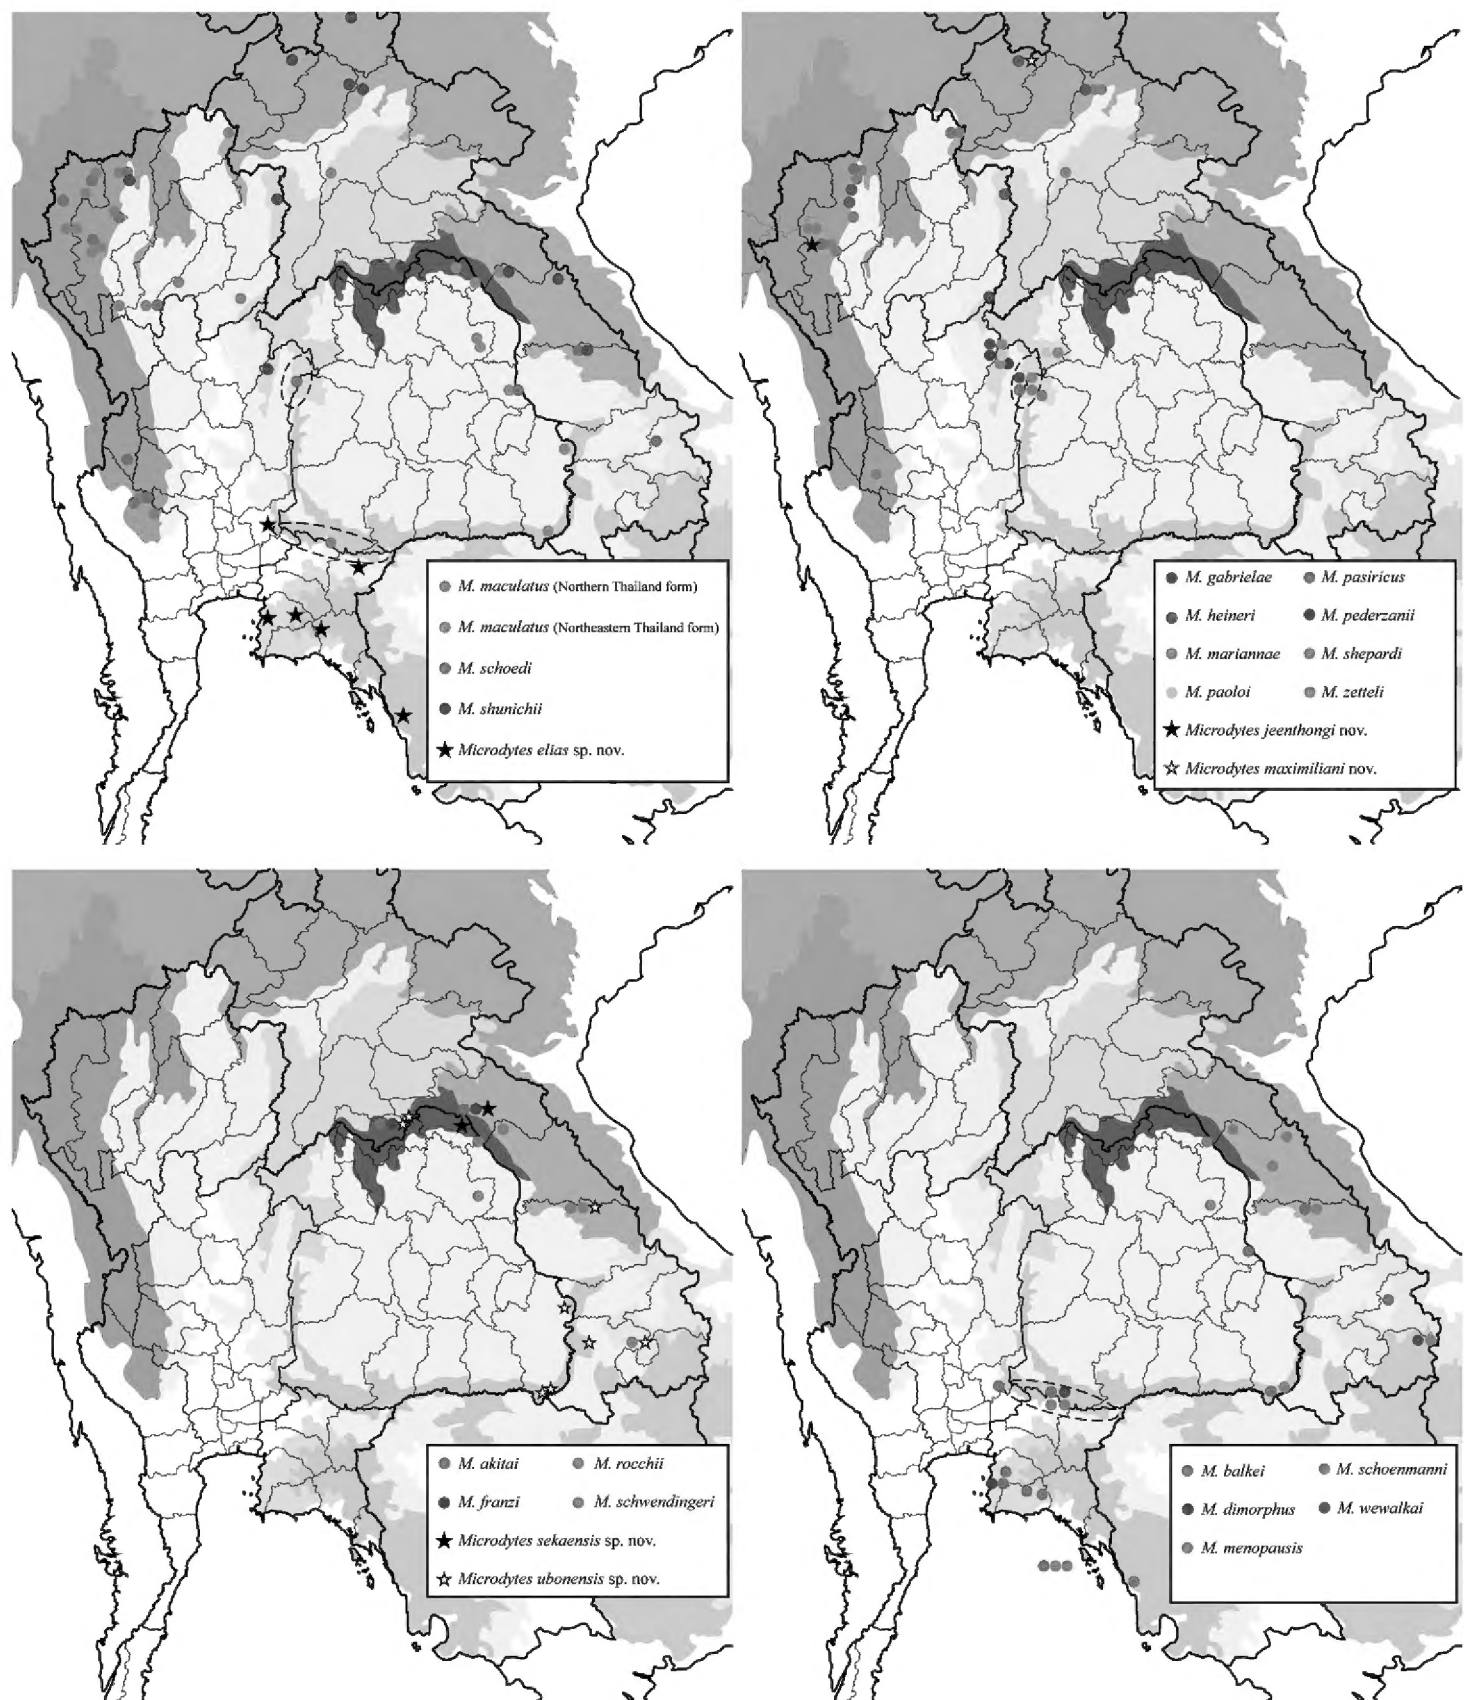 M. maculatus (Northern Thailand form)
M. maculatus (Northeastern Thailand form)
M. schoedi
M. shunichii
Microdytes elias sp. nov.
M. gabrielae M. pasiricus
M. heineri M. pederzanii
M. mariannae M. shepardi
M. paoloi M. zetteli
Microdytes jeenthongi nov.
Microdytes maximiliani nov.
M. akitai M. rocchii
M. franzi M. schwendingeri
Microdytes sekaensis sp. nov.
Microdytes ubonensis sp. nov.
M. balkei M. schoenmanni
M. dimorphus M. wewalkai
M. menopausis